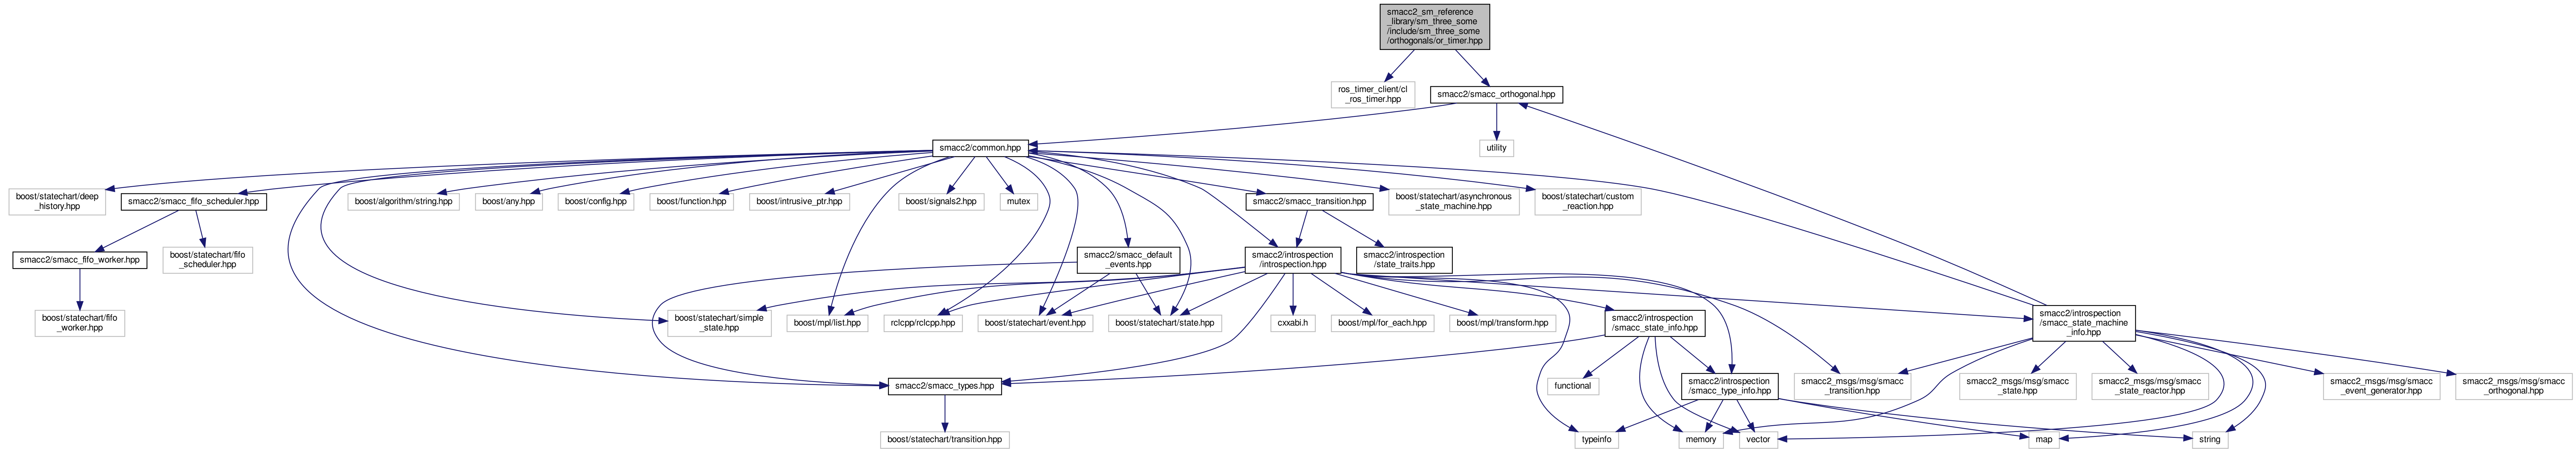 smacc2_sm_reference
_library/sm_three_some
/include/sm_three_some
/orthogonals/or_timer.hpp
ros_timer_client/cl
_ros_timer.hpp
smacc2/smacc_orthogonal.hpp
smacc2/common.hpp
utility
boost/statechart/deep
_history.hpp
smacc2/smacc_fifo_scheduler.hpp
boost/algorithm/string.hpp
boost/any.hpp
boost/config.hpp
boost/function.hpp
boost/intrusive_ptr.hpp
boost/signals2.hpp
mutex
smacc2/smacc_transition.hpp
boost/statechart/asynchronous
_state_machine.hpp
boost/statechart/custom
_reaction.hpp
smacc2/smacc_fifo_worker.hpp
boost/statechart/fifo
_scheduler.hpp
smacc2/smacc_default
_events.hpp
smacc2/introspection
/introspection.hpp
smacc2/introspection
/state_traits.hpp
boost/statechart/fifo
_worker.hpp
boost/statechart/simple
_state.hpp
boost/mpl/list.hpp
rclcpp/rclcpp.hpp
boost/statechart/event.hpp
boost/statechart/state.hpp
cxxabi.h
boost/mpl/for_each.hpp
boost/mpl/transform.hpp
smacc2/introspection
/smacc_state_info.hpp
smacc2/introspection
/smacc_state_machine
_info.hpp
smacc2/smacc_types.hpp
functional
smacc2/introspection
/smacc_type_info.hpp
smacc2_msgs/msg/smacc
_transition.hpp
smacc2_msgs/msg/smacc
_state.hpp
smacc2_msgs/msg/smacc
_state_reactor.hpp
smacc2_msgs/msg/smacc
_event_generator.hpp
smacc2_msgs/msg/smacc
_orthogonal.hpp
boost/statechart/transition.hpp
typeinfo
memory
vector
map
string